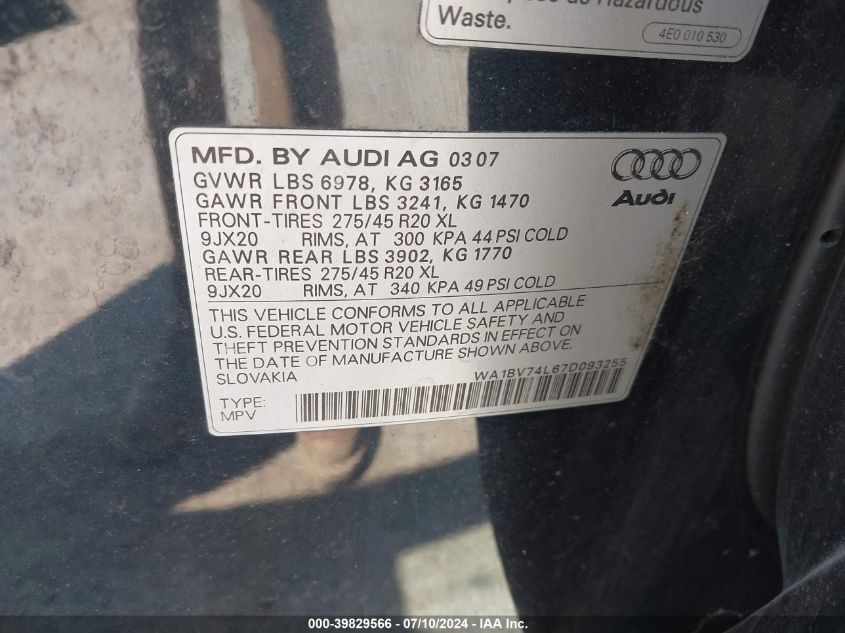 Hazardous
Waste.
4E0 010 530
MFD. BY AUDI AG 03 07
GVWR LBS 6978, KG 3165
GAWR FRONT LBS 3241, KG 1470
FRONT-TIRES 275/45 R20 XL
9JX20 RIMS, AT 300 KPA 44 PSI COLD
GAWR REAR LBS 3902, KG 1770
REAR-TIRES 275/45 R20 XL
9JX20 RIMS, AT 340 KPA 49 PSI COLD
Audi
THIS VEHICLE CONFORMS TO ALL APPLICABLE
U.S. FEDERAL MOTOR VEHICLE SAFETY AND
THEFT PREVENTION STANDARDS IN EFFECT ON
THE DATE OF MANUFACTURE SHOWN ABOVE.
SLOVAKIA WA1BV74L67D093255
TYPE:
MPV
000-39829566 - 07/10/2024 - IAA Inc.